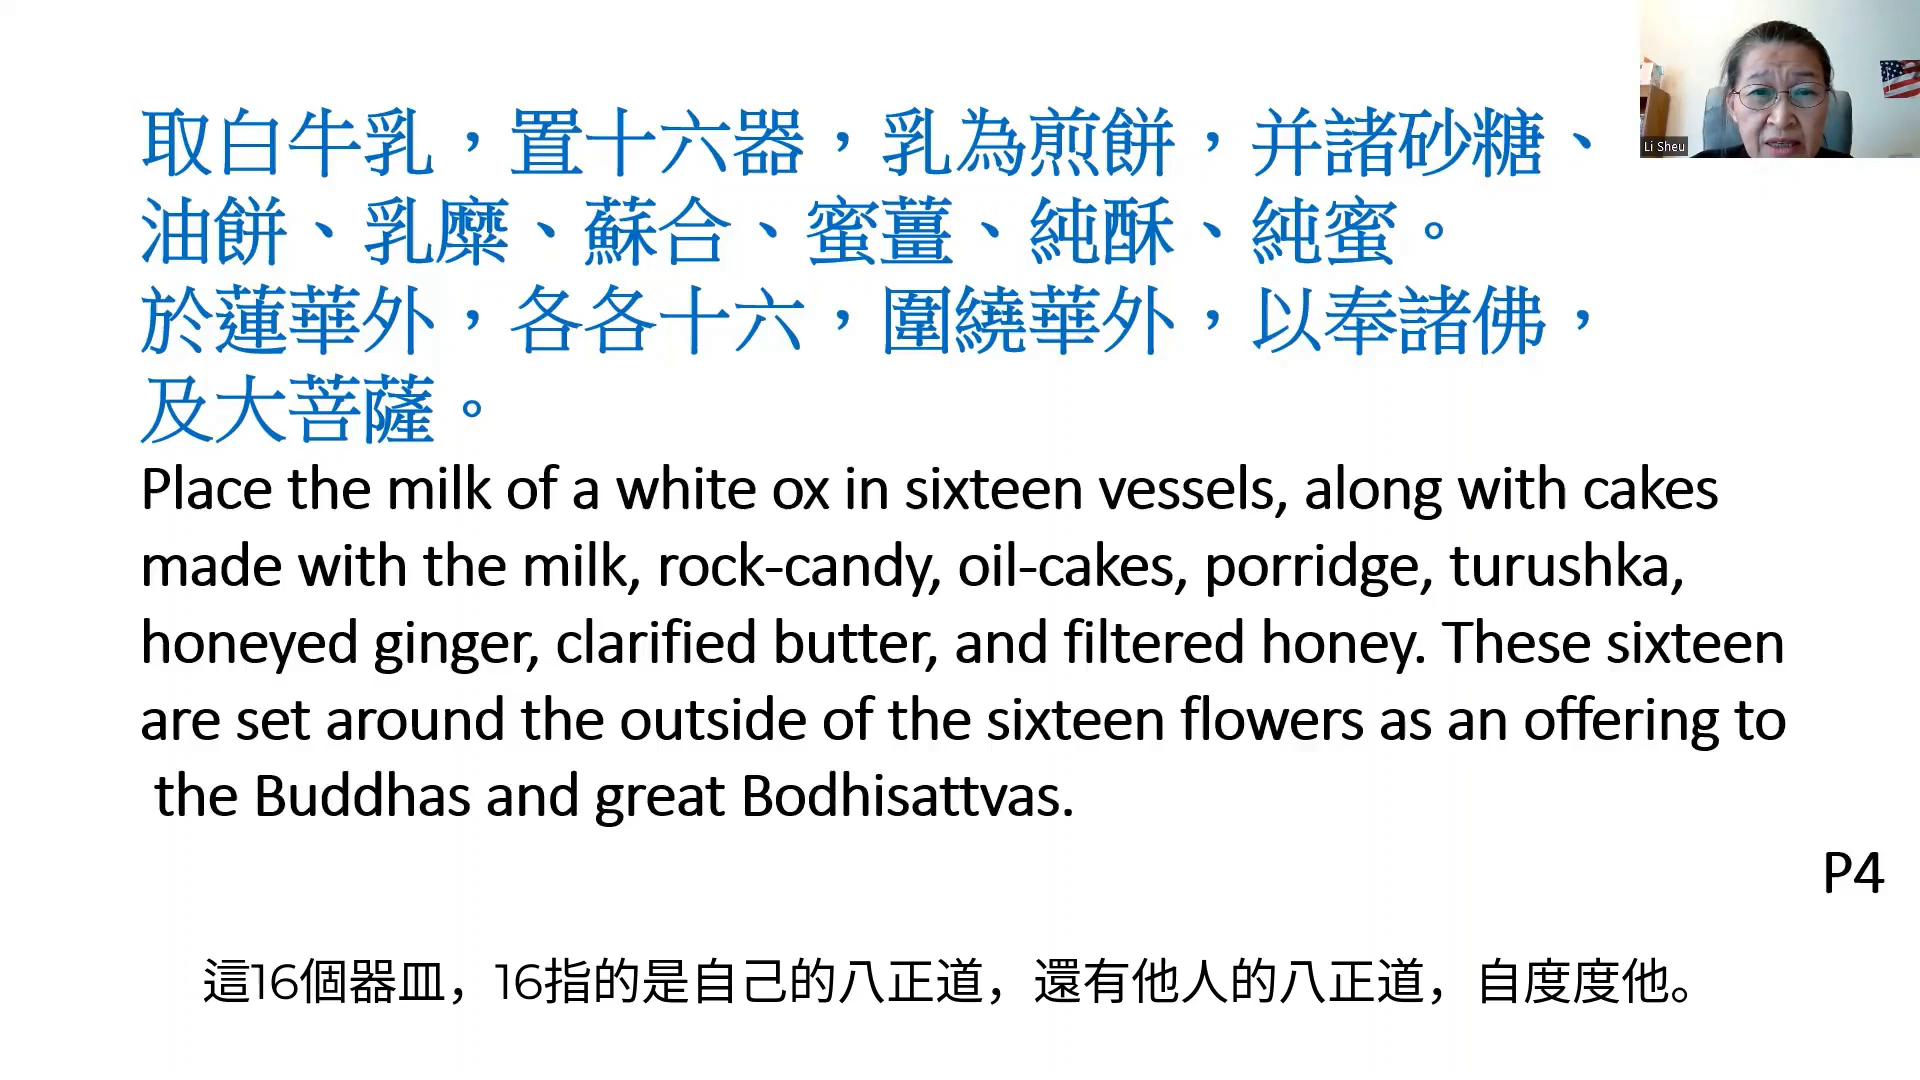 取白牛乳，置十六器，乳為煎餅，并諸砂糖、
油餅、乳糜、蘇合、蜜薑、純酥、純蜜。
於蓮華外，各各十六，圍繞華外，以奉諸佛，
及大菩薩。
Place the milk of a white ox in sixteen vessels, along with cakes
made with the milk, rock-candy, oil-cakes, porridge, turushka,
honeyed ginger, clarified butter, and filtered honey. These sixteen
are set around the outside of the sixteen flowers as an offering to
the Buddhas and great Bodhisattvas.
P4
這16個器皿，16指的是自己的八正道，還有他人的八正道，自度度他。
Li Sheu